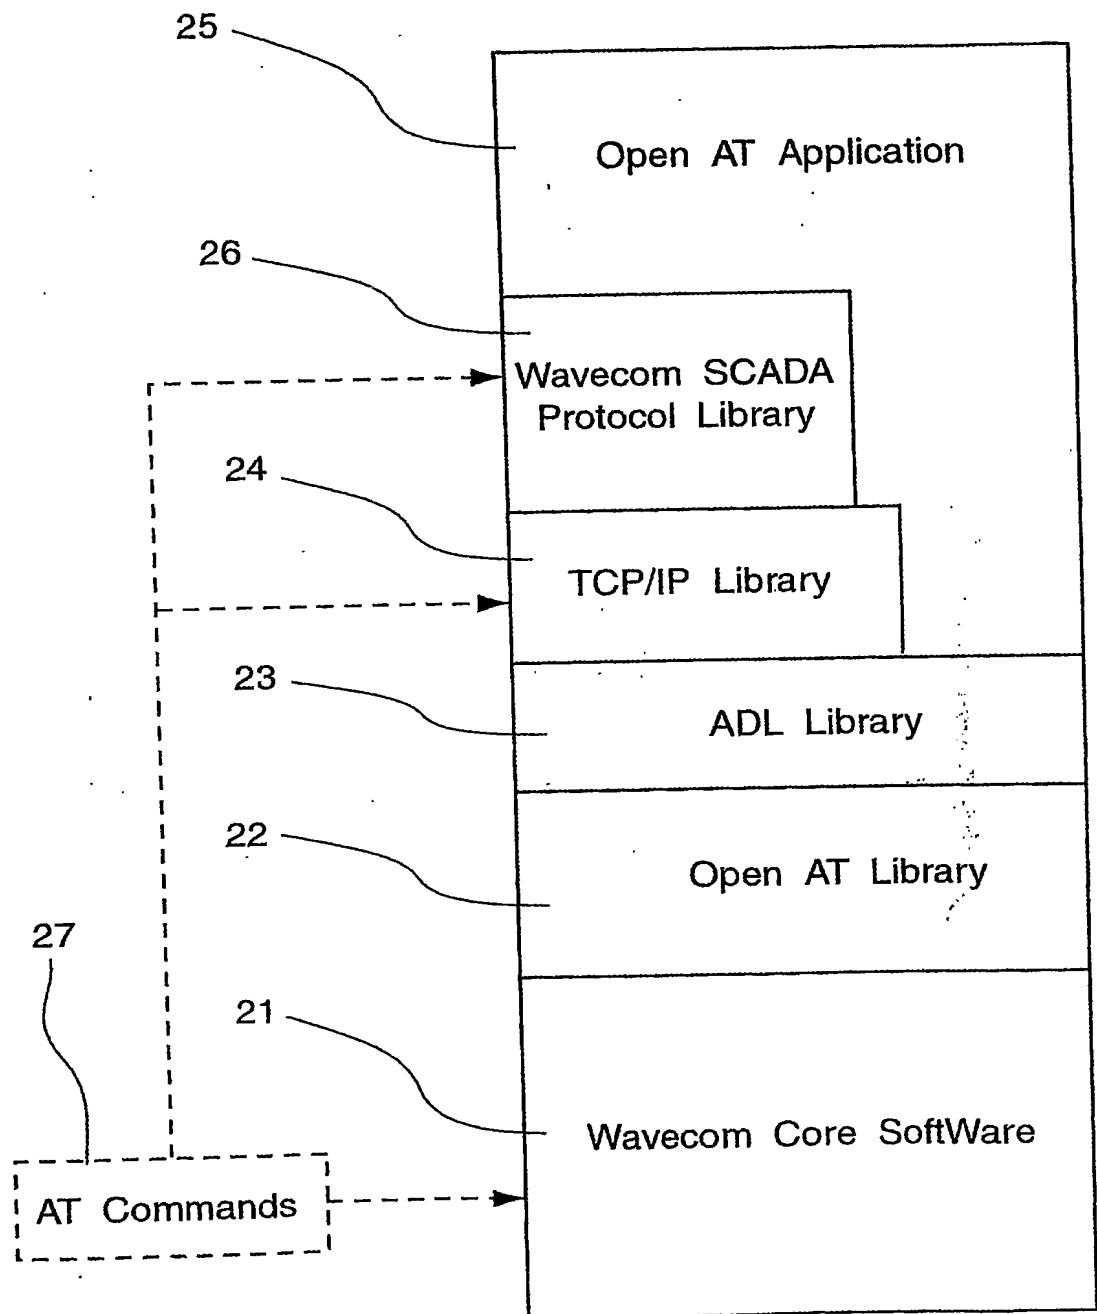 25
Open AT Application
26
Wavecom SCADA
Protocol Library
24
TCP/IP Library
23
ADL Library
22
Open AT Library
27
21
Wavecom Core SoftWare
AT Commands